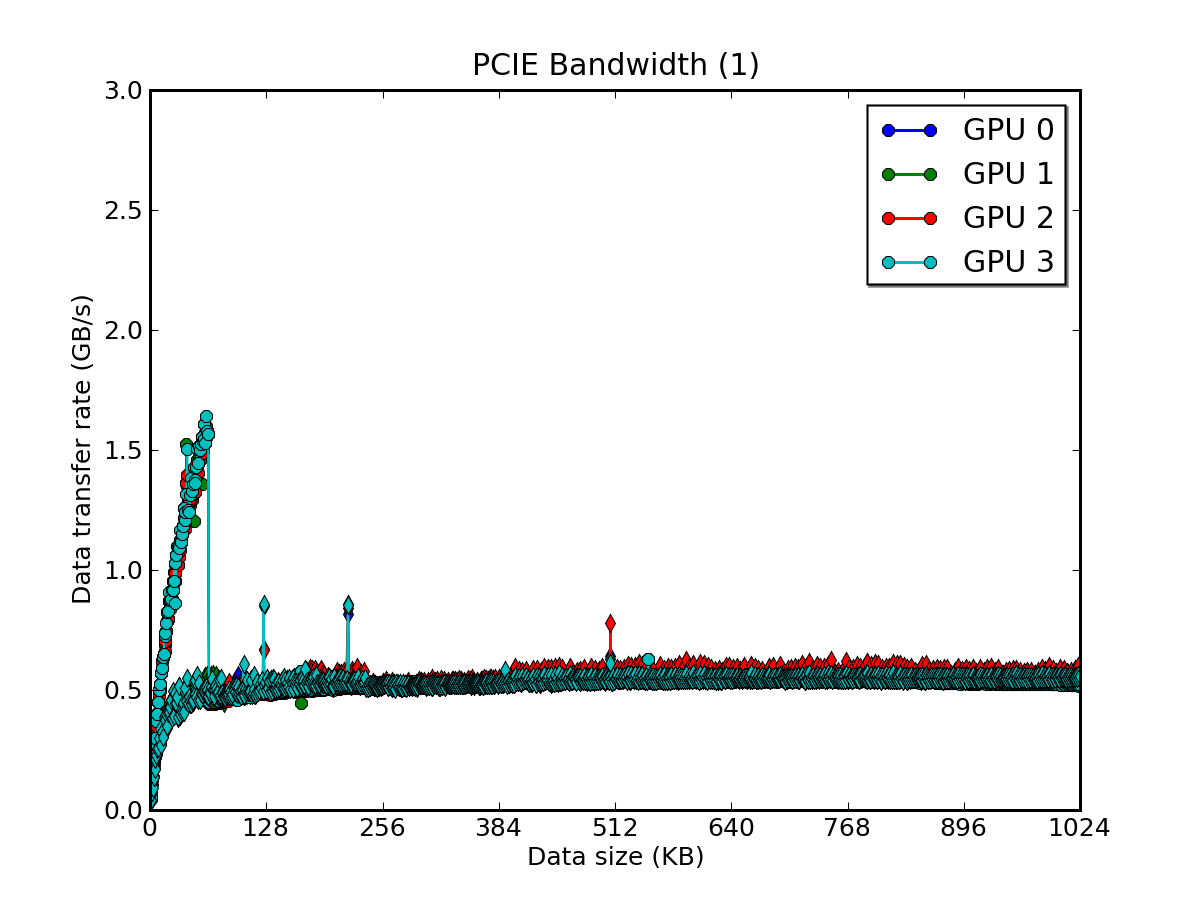 PCIE Bandwidth (1)
3.0
2.5
2.0
1.5
1.0
0.5
0.0
Data transfer rate (GB/s)
GPU 0
GPU 1
GPU 2
GPU 3
0 128 256 384 512 640 768 896 1024
Data size (KB)